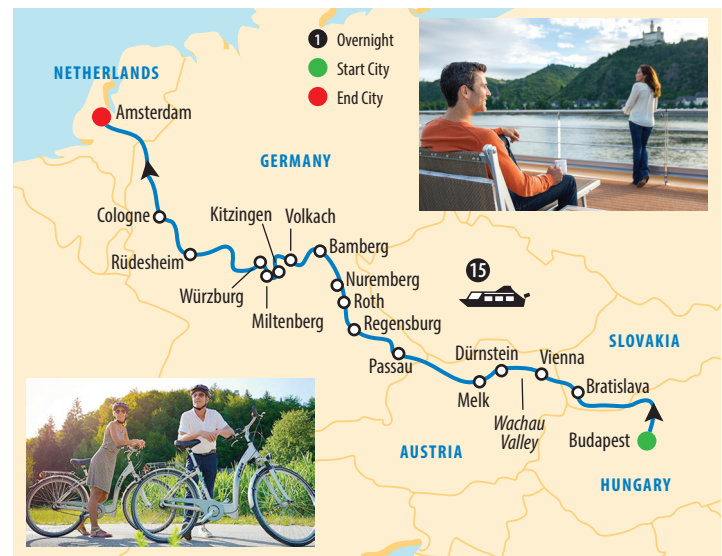 1 Overnight
Start City
End City
NETHERLANDS
Amsterdam
GERMANY
Cologne
Kitzingen
Volkach
Bamberg
Rüdesheim
Würzburg
Miltenberg
Nuremberg
Roth
Regensburg
15
Passau
Dürnstein
Vienna
SLOVAKIA
Melk
Bratislava
Wachau
Valley
Budapest
AUSTRIA
HUNGARY